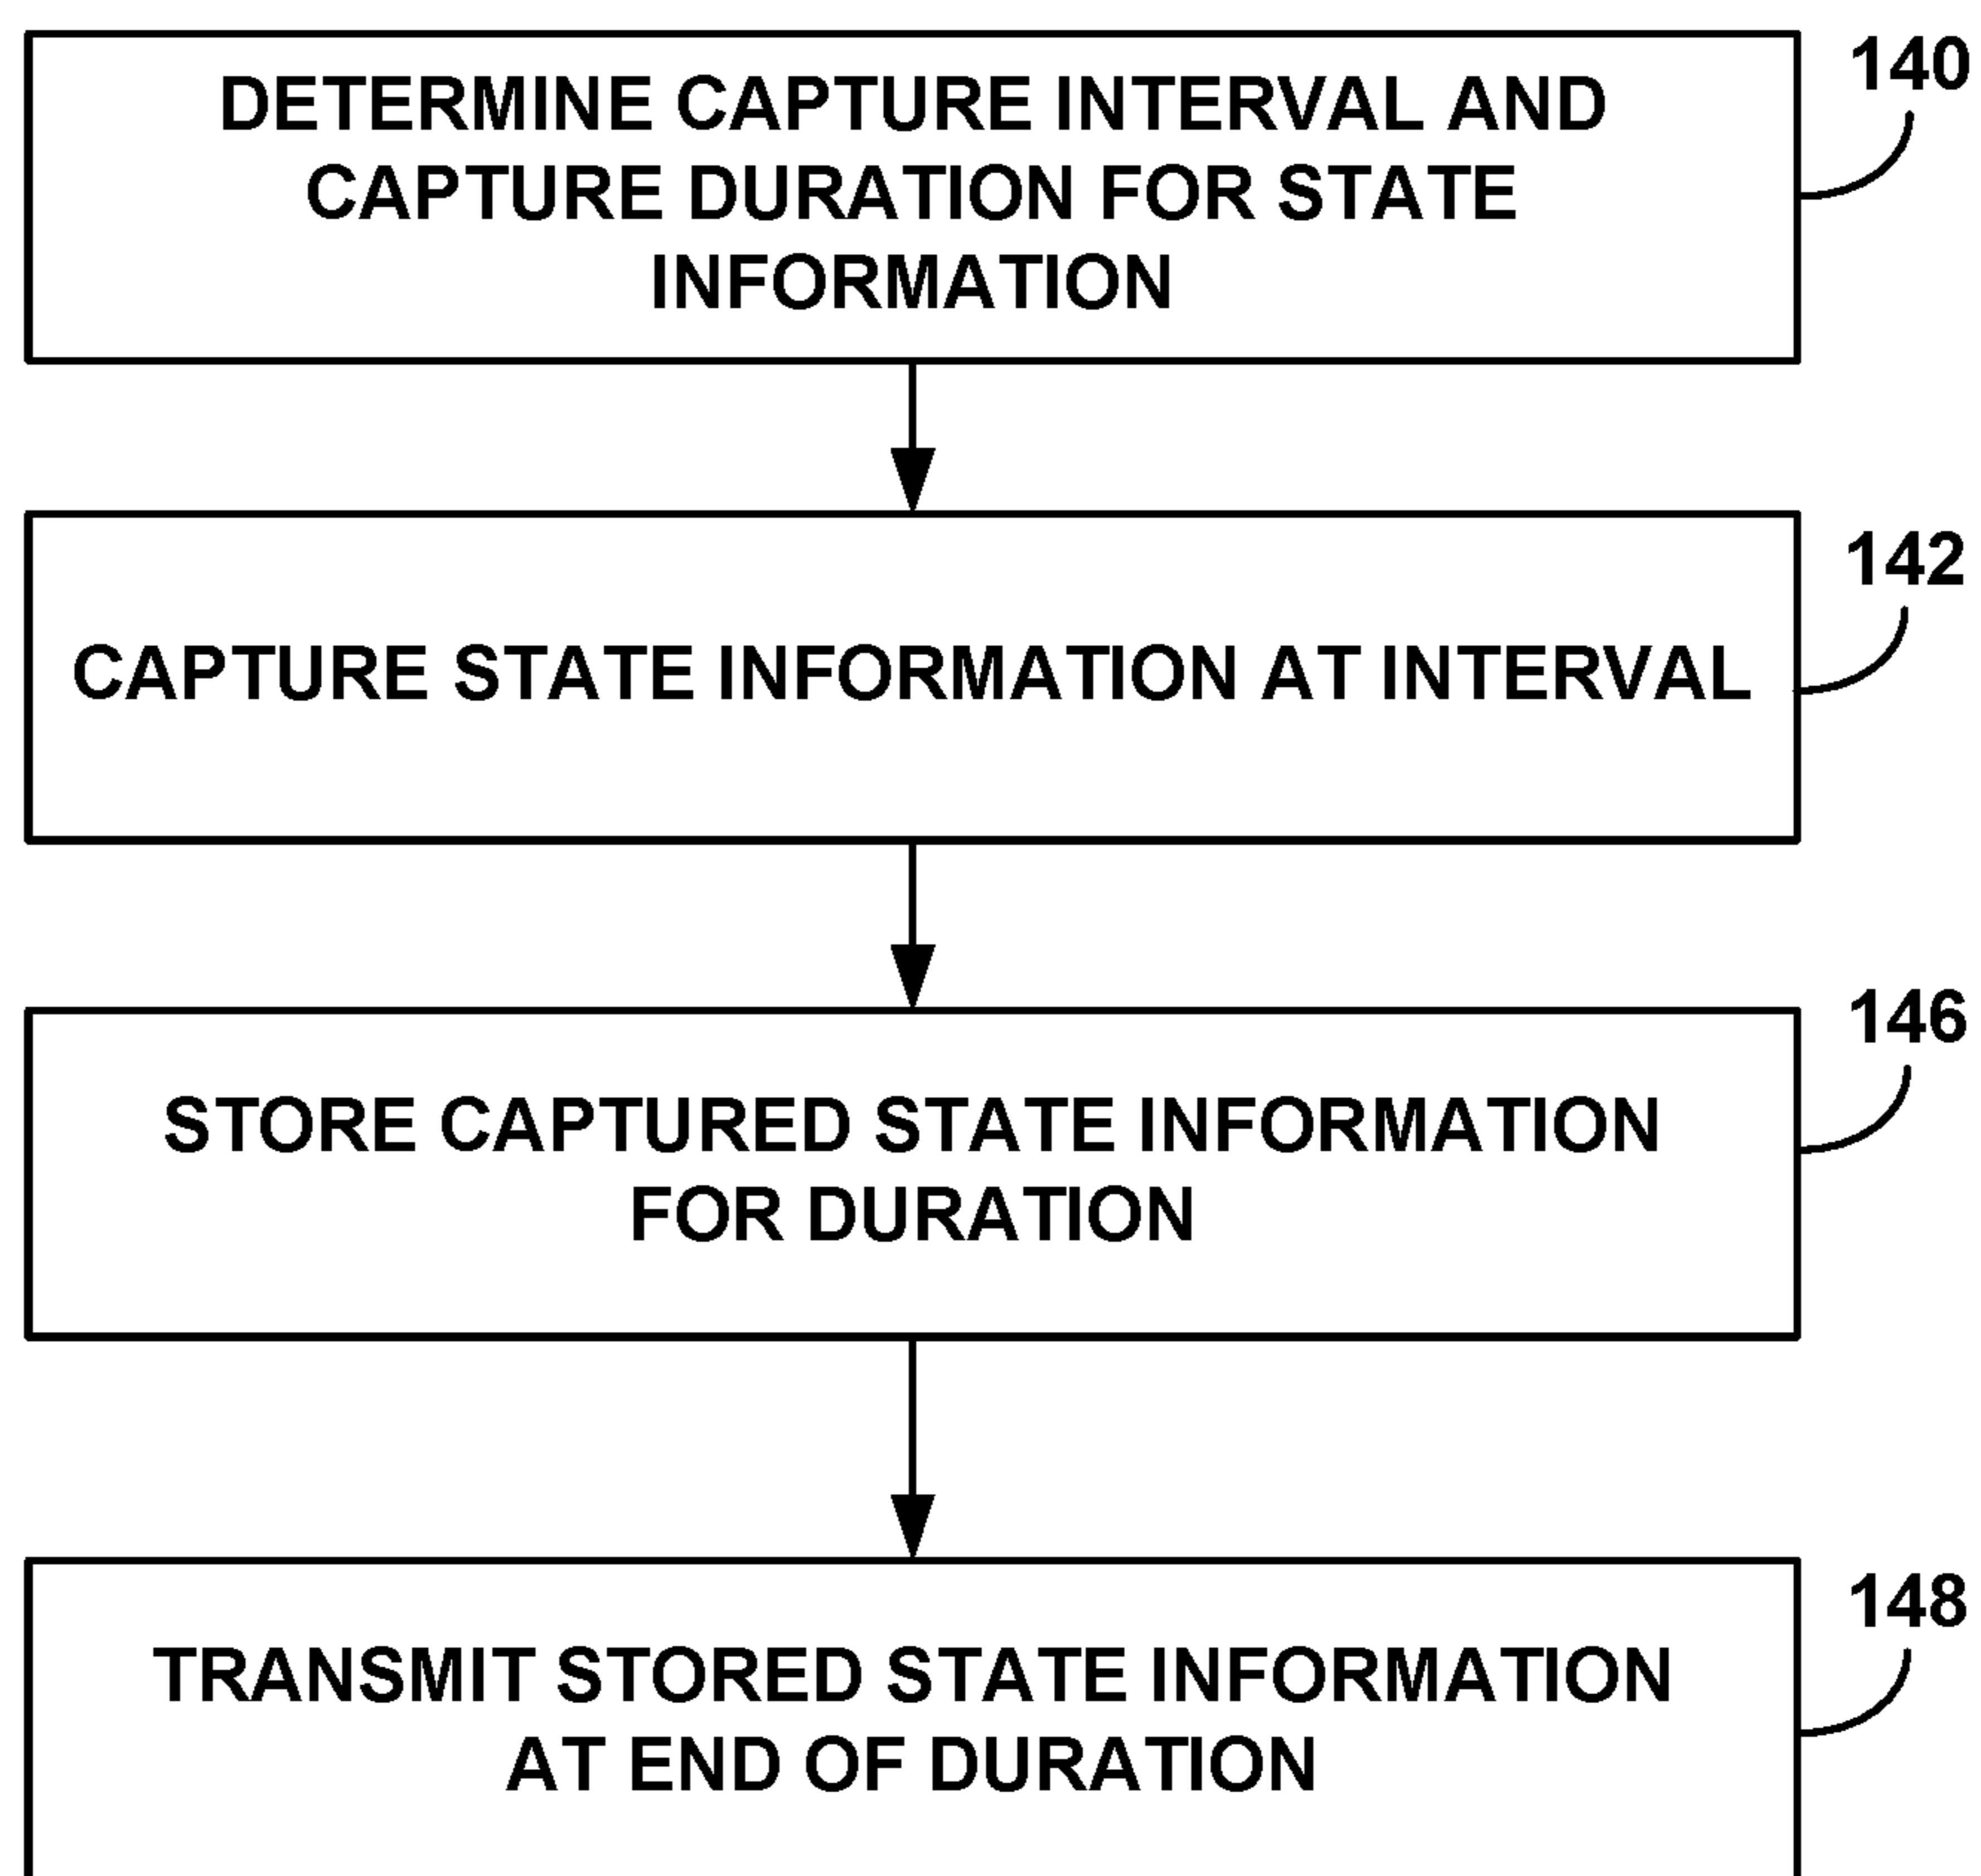 DETERMINE CAPTURE INTERVAL AND
CAPTURE DURATION FOR STATE
INFORMATION
140
CAPTURE STATE INFORMATION AT INTERVAL
142
STORE CAPTURED STATE INFORMATION
FOR DURATION
146
TRANSMIT STORED STATE INFORMATION
AT END OF DURATION
148